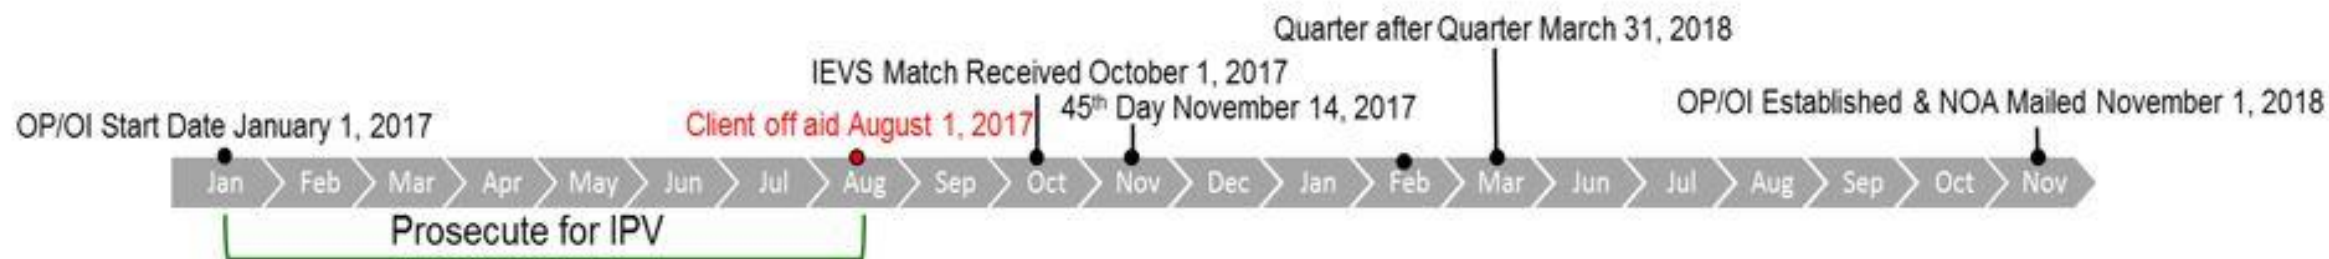 Quarter after Quarter March 31, 2018
IEVS Match Received October 1, 2017
45th Day November 14, 2017
OP/OI Established & NOA Mailed November 1, 2018
OP/OI Start Date January 1, 2017
Client off aid August 1, 2017
Jan Feb Mar Apr May Jun Jul Aug Sep Oct Nov Dec Jan Feb Mar Jun Jul Aug Sep Oct Nov
Prosecute for IPV